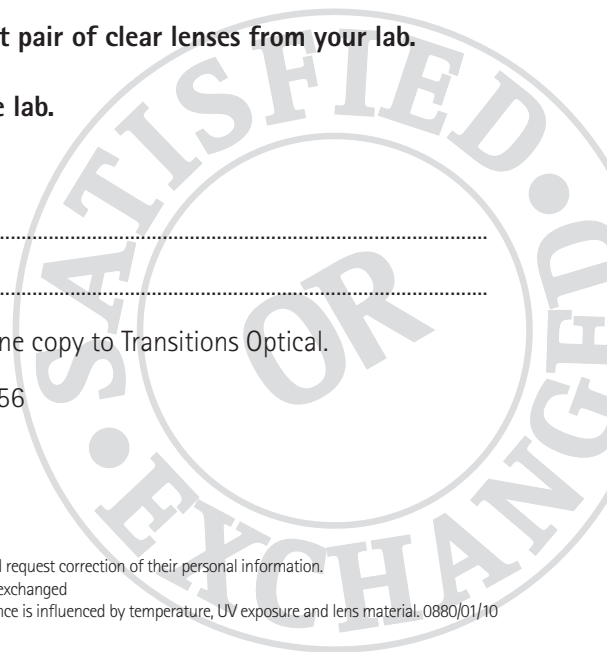 t pair of clear lenses from your lab.
e lab.
ne copy to Transitions Optical.
56
d request correction of their personal information.
exchanged
nce is influenced by temperature, UV exposure and lens material. 0880/01/10
SATISFIED
OR
EXCHANGED